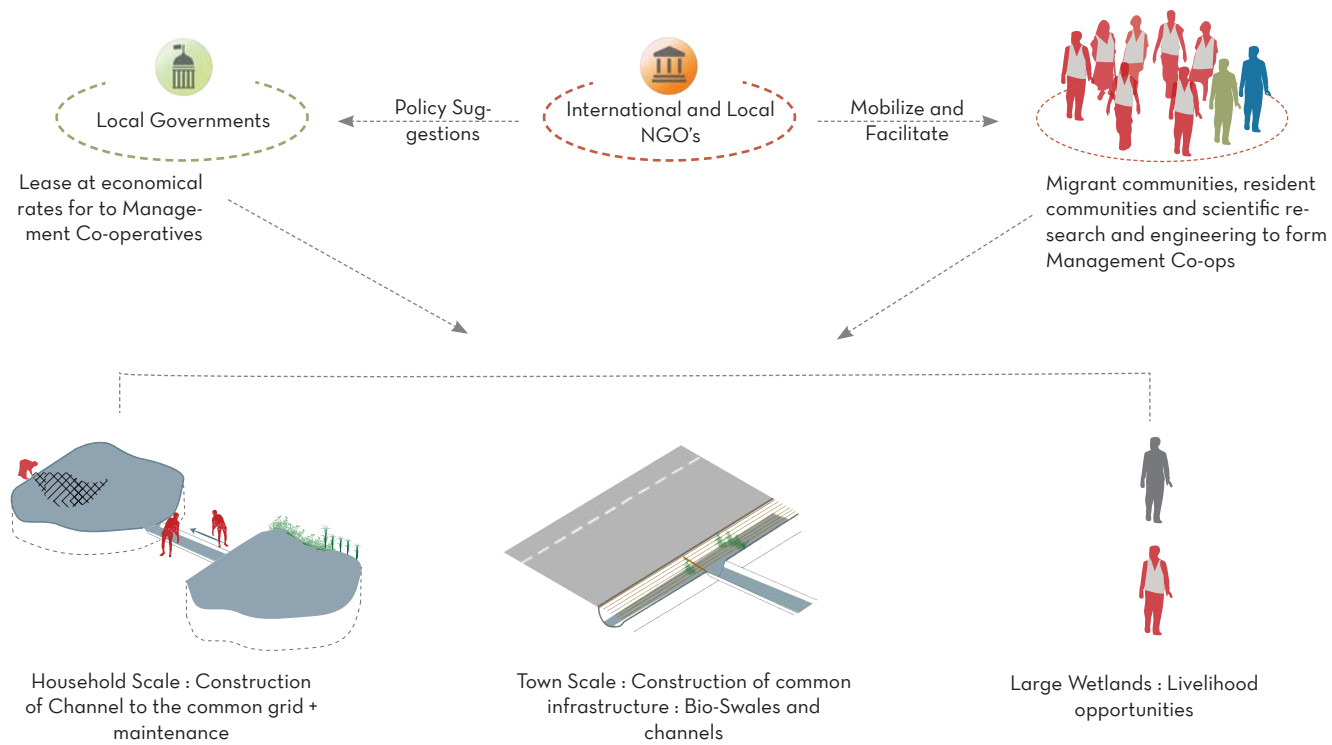 Local Governments
Policy Sug-
gestions
International and Local
NGO's
Mobilize and
Facilitate
Lease at economical
rates for to Manage-
ment Co-operatives
Migrant communities, resident
communities and scientific re-
search and engineering to form
Management Co-ops
Household Scale : Construction
of Channel to the common grid +
maintenance
Town Scale : Construction of common
infrastructure : Bio-Swales and
channels
Large Wetlands : Livelihood
opportunities